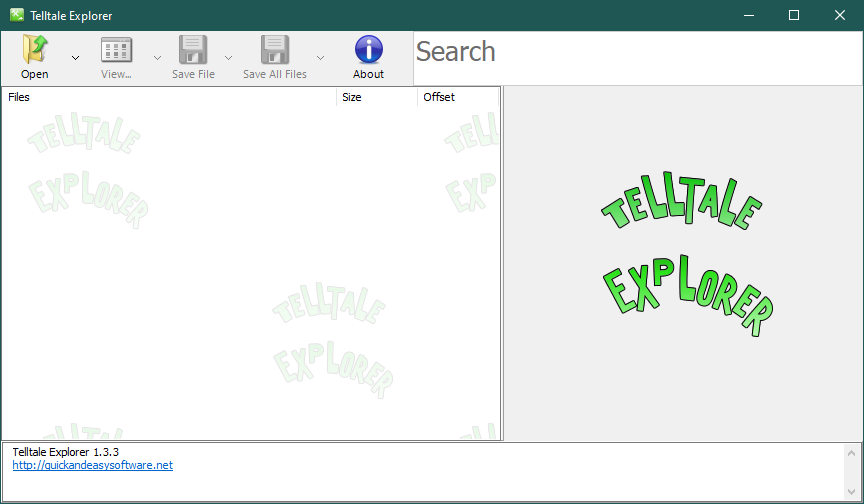 Telltale Explorer
Open
View...
Save File
Save All Files
About
Search
Files
Size
Offset
TELLTALE
EXPLORER
TELLTALE
EXP
TELLTALE
EXPLORER
TELLTALE
EXPLORER
Telltale Explorer 1.3.3
http://quickandeasysoftware.net